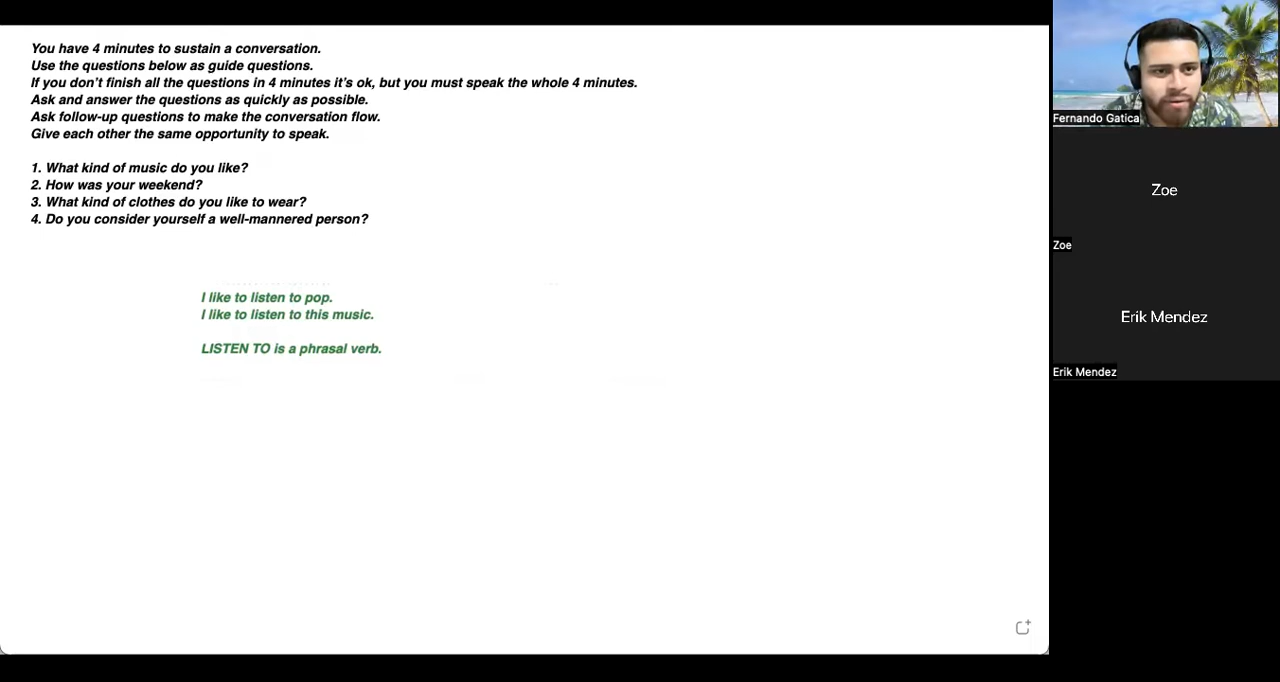 You have 4 minutes to sustain a conversation.
Use the questions below as guide questions.
If you don't finish all the questions in 4 minutes it's ok, but you must speak the whole 4 minutes.
Ask and answer the questions as quickly as possible.
Ask follow-up questions to make the conversation flow.
Give each other the same opportunity to speak.
1. What kind of music do you like?
2. How was your weekend?
3. What kind of clothes do you like to wear?
4. Do you consider yourself a well-mannered person?
I like to listen to pop.
I like to listen to this music.
LISTEN TO is a phrasal verb.
Fernando Gatica
Zoe
Zoe
Erik Mendez
Erik Mendez